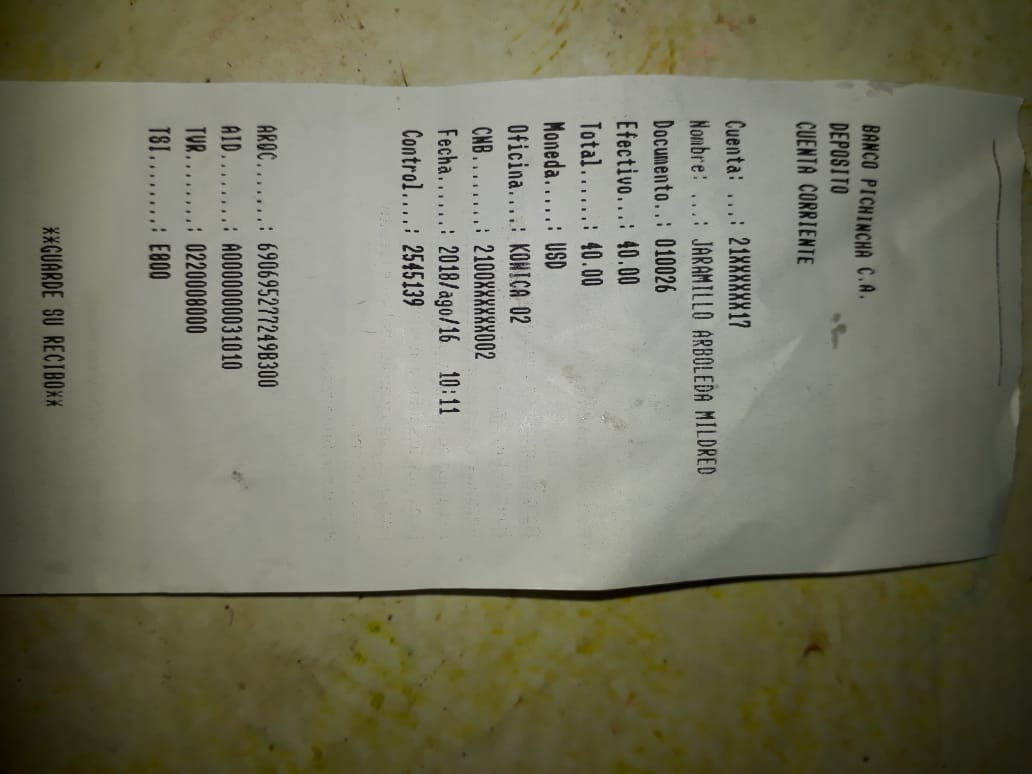 BANCO PICHINCHA C.A.
DEPOSITO
CUENTA CORRIENTE
Cuenta: ...: 21XXXXXX17
Nombre: ...: JARAMILLO ARBOLEDA MILDRED
Documento..: 010026
Efectivo...: 40.00
Total......: 40.00
Moneda.....: USD
Oficina....: KONICA 02
CNB........: 2100XXXXXX002
Fecha......: 2018/ago/16 10:11
Control....: 2545139
ARQC.......: 690695277249B300
AID........: A0000000031010
TVR........: 0220008000
TSI........: E800
**GUARDE SU RECIBO**